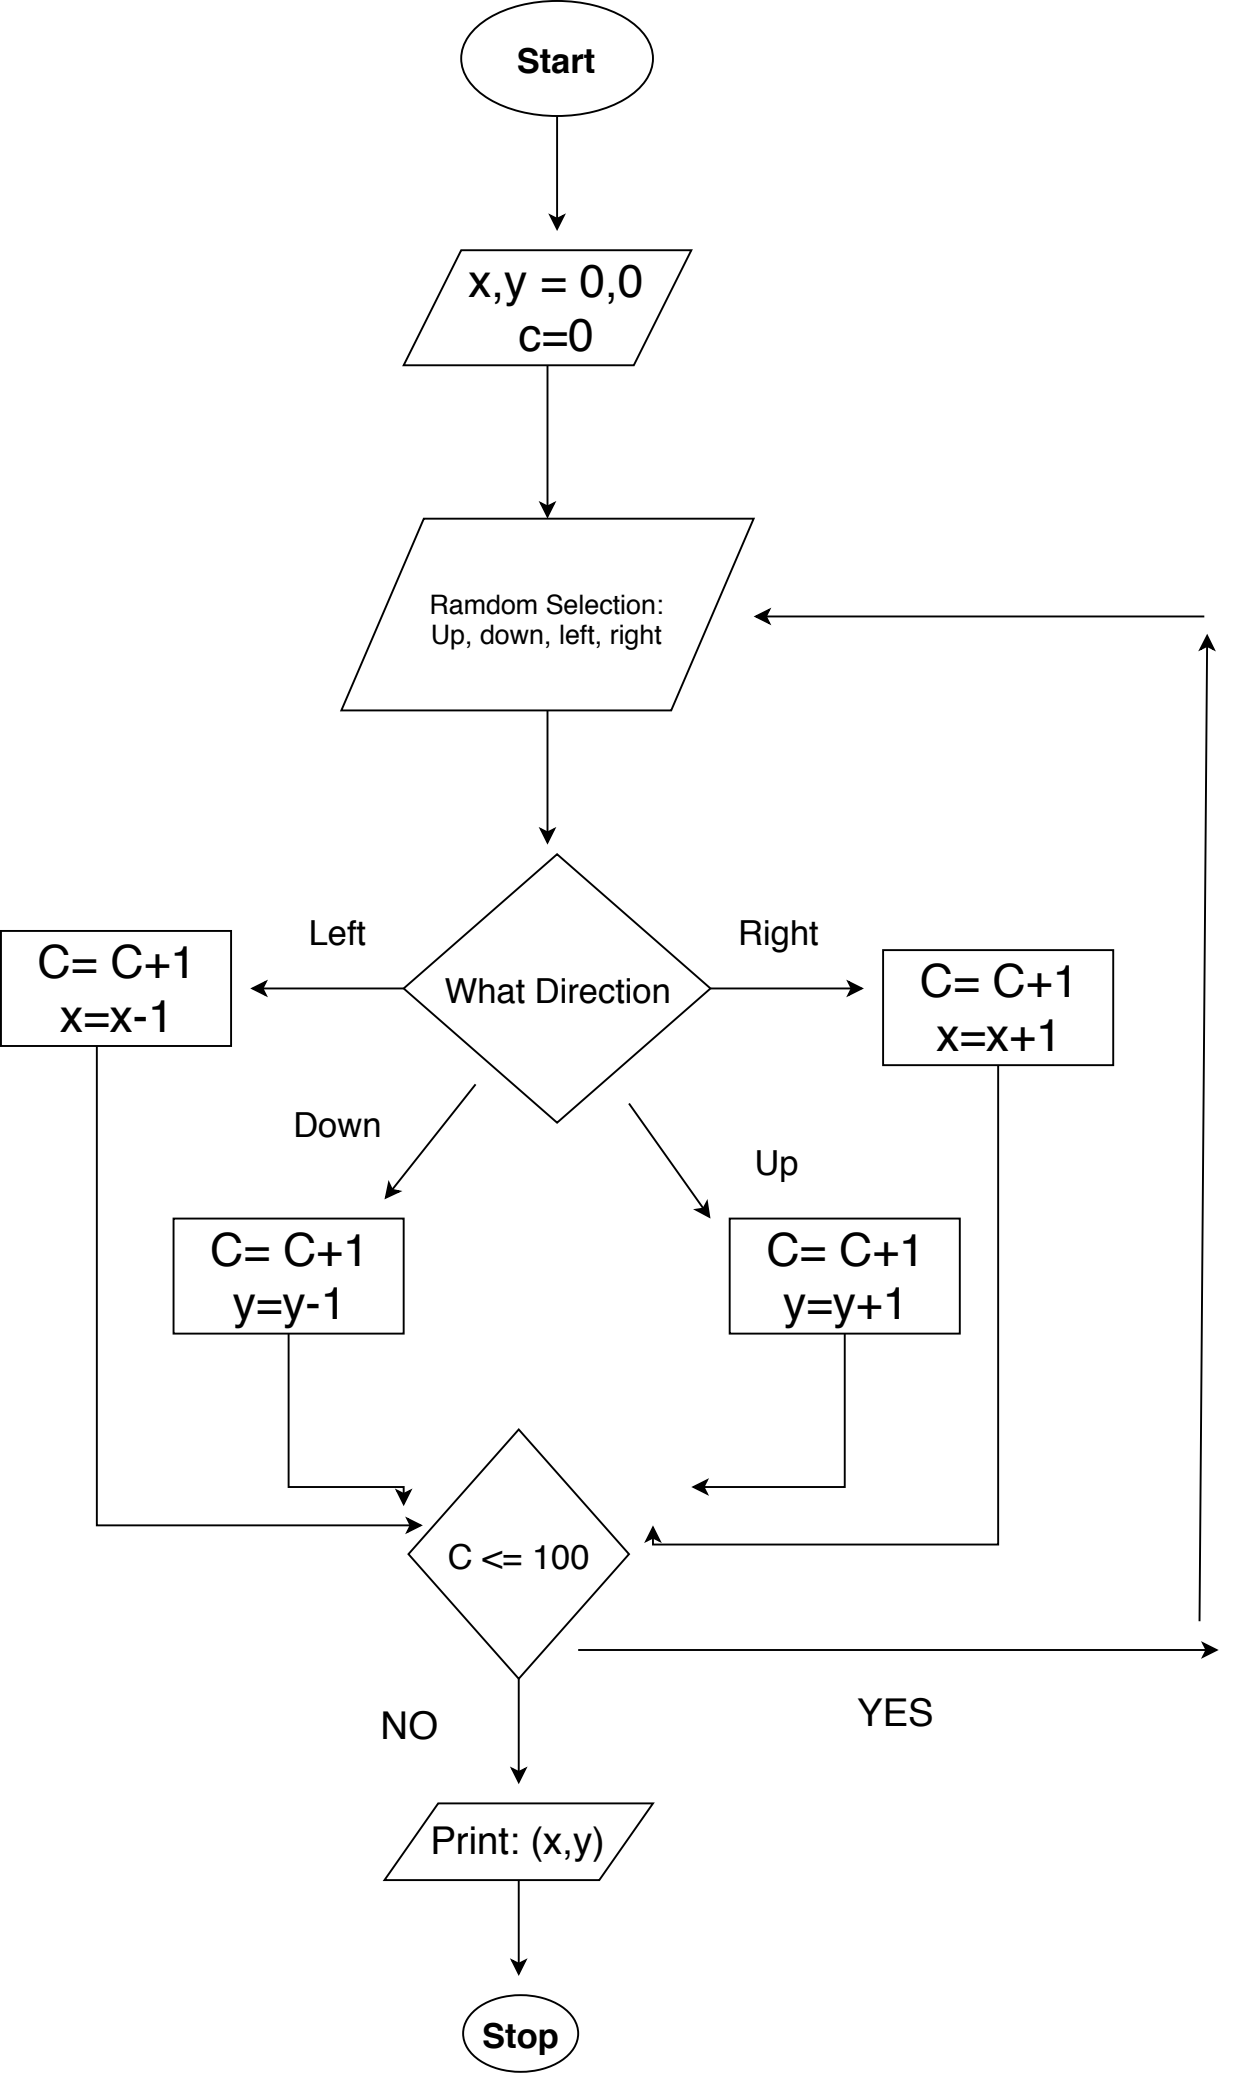 Start
x,y = 0,0
c=0
Ramdom Selection:
Up, down, left, right
Left
Right
C= C+1
x=x-1
What Direction
C= C+1
x=x+1
Down
Up
C= C+1
y=y-1
C= C+1
y=y+1
C <= 100
NO
YES
Print: (x,y)
Stop